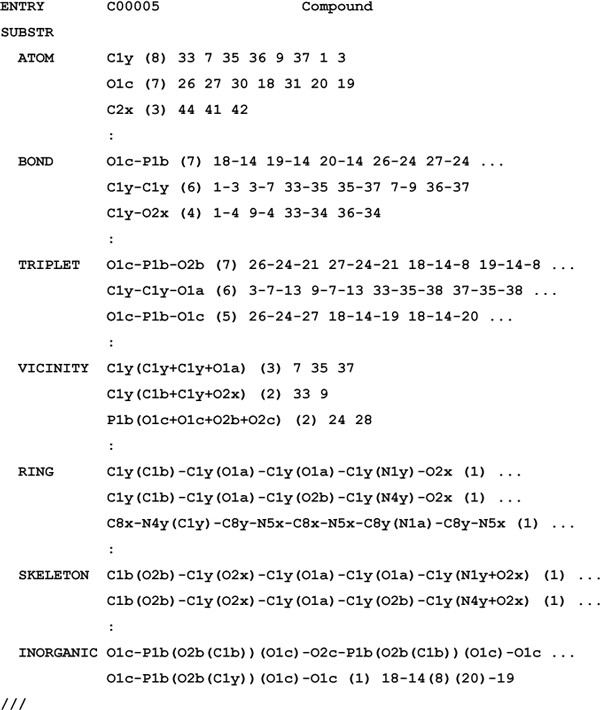 ENTRY C00005 Compound
SUBSTR
ATOM C1y (8) 33 7 35 36 9 37 1 3
O1c (7) 26 27 30 18 31 20 19
C2x (3) 44 41 42
:
BOND O1c-P1b (7) 18-14 19-14 20-14 26-24 27-24 ...
C1y-C1y (6) 1-3 3-7 33-35 35-37 7-9 36-37
C1y-O2x (4) 1-4 9-4 33-34 36-34
:
TRIPLET O1c-P1b-O2b (7) 26-24-21 27-24-21 18-14-8 19-14-8 ...
C1y-C1y-O1a (6) 3-7-13 9-7-13 33-35-38 37-35-38 ...
O1c-P1b-O1c (5) 26-24-27 18-14-19 18-14-20 ...
:
VICINITY C1y(C1y+C1y+O1a) (3) 7 35 37
C1y(C1b+C1y+O2x) (2) 33 9
P1b(O1c+O1c+O2b+O2c) (2) 24 28
:
RING C1y(C1b)-C1y(O1a)-C1y(O1a)-C1y(N1y)-O2x (1) ...
C1y(C1b)-C1y(O1a)-C1y(O2b)-C1y(N4y)-O2x (1) ...
C8x-N4y(C1y)-C8y-N5x-C8x-N5x-C8y(N1a)-C8y-N5x (1) ...
:
SKELETON C1b(O2b)-C1y(O2x)-C1y(O1a)-C1y(O1a)-C1y(N1y+O2x) (1) ...
C1b(O2b)-C1y(O2x)-C1y(O1a)-C1y(O2b)-C1y(N4y+O2x) (1) ...
:
INORGANIC O1c-P1b(O2b(C1b))(O1c)-O2c-P1b(O2b(C1b))(O1c)-O1c ...
O1c-P1b(O2b(C1y))(O1c)-O1c (1) 18-14(8)(20)-19
///